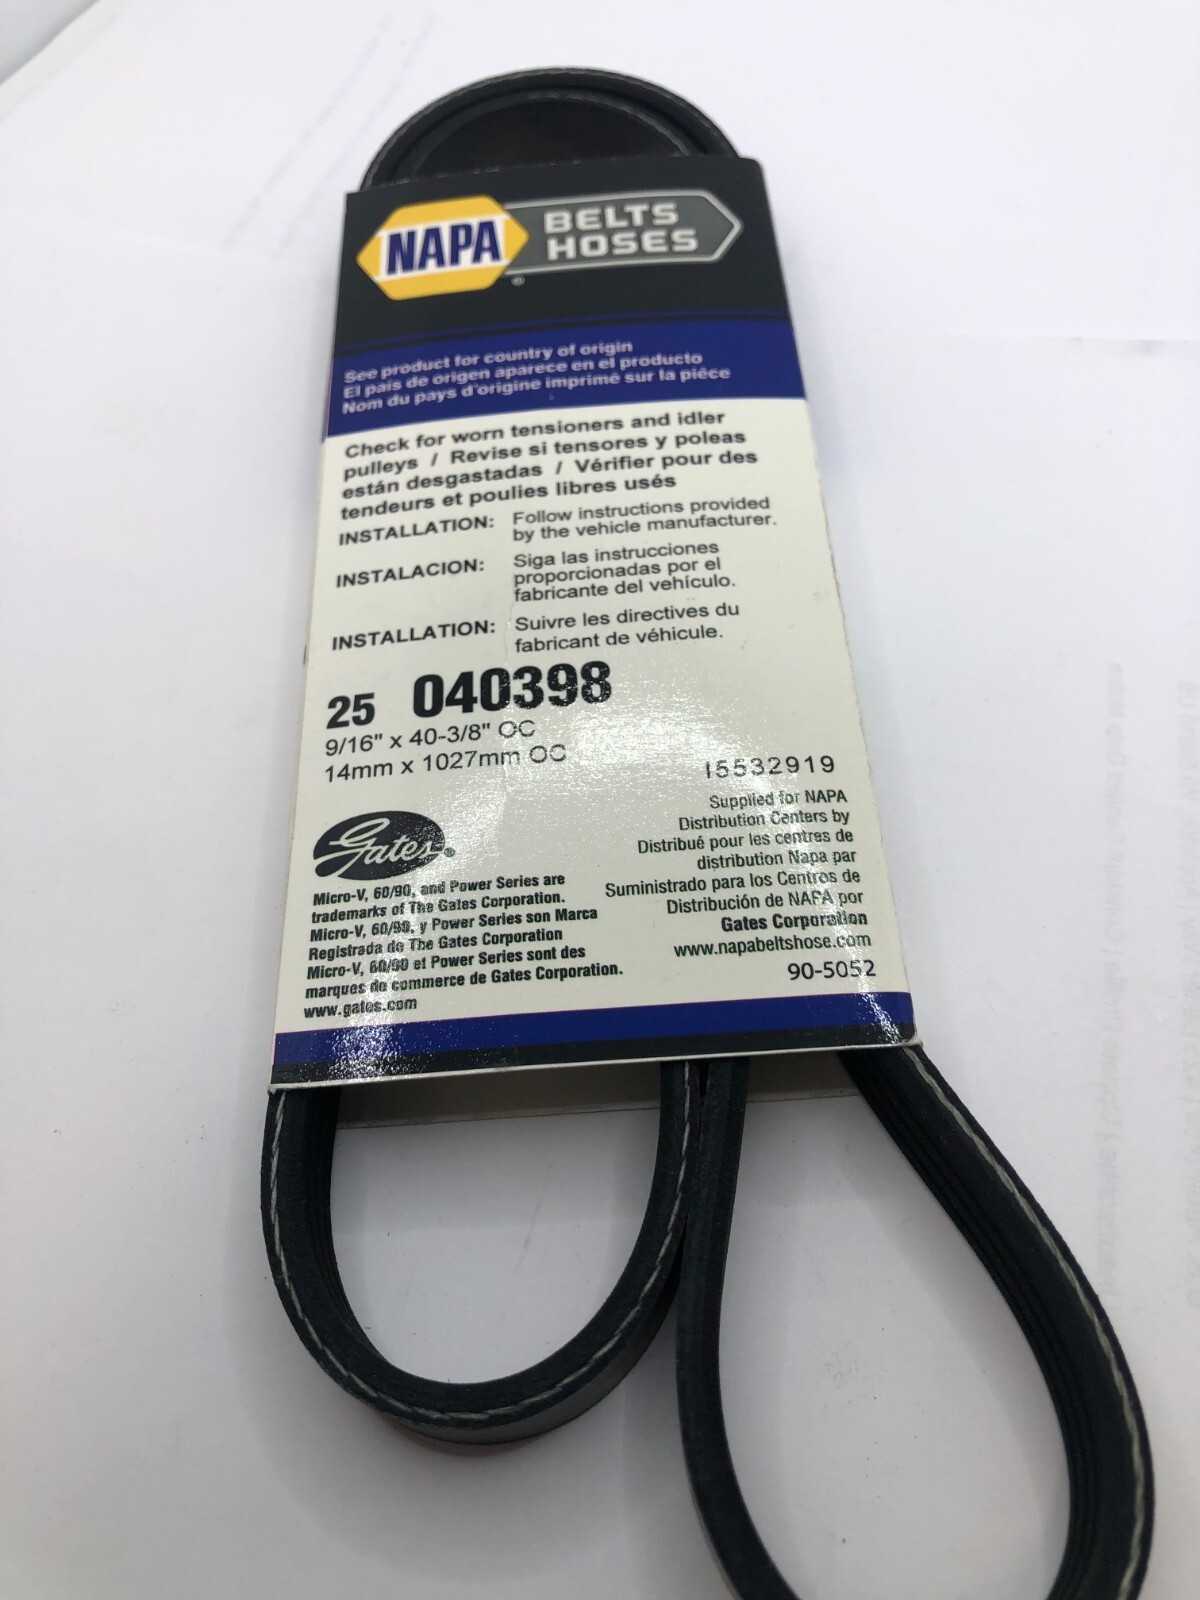 NAPA
®
BELTS
HOSES
See product for country of origin
El país de origen aparece en el producto
Nom du pays d'origine imprimé sur la pièce
Check for worn tensioners and idler
pulleys / Revise si tensores y poleas
están desgastadas / Vérifier pour des
tendeurs et poulies libres usés
INSTALLATION: Follow instructions provided
by the vehicle manufacturer.
INSTALACION: Siga las instrucciones
proporcionadas por el
fabricante del vehículo.
INSTALLATION: Suivre les directives du
fabricant de véhicule.
25 040398
9/16" x 40-3/8" OC
14mm x 1027mm OC
Gates®
Micro-V, 60/90, and Power Series are
trademarks of The Gates Corporation.
Micro-V, 60/90, y Power Series son Marca
Registrada de The Gates Corporation
Micro-V, 60/90 et Power Series sont des
marques de commerce de Gates Corporation.
www.gates.com
15532919
Supplied for NAPA
Distribution Centers by
Distribué pour les centres de
distribution Napa par
Suministrado para los Centros de
Distribución de NAPA por
Gates Corporation
www.napabeltshose.com
90-5052